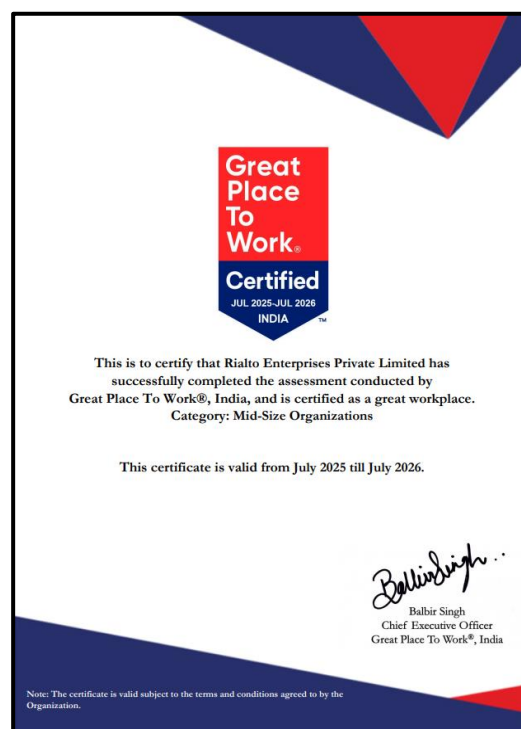 Great
Place
To
Work®
Certified
JUL 2025-JUL 2026
INDIA
™
This is to certify that Rialto Enterprises Private Limited has
successfully completed the assessment conducted by
Great Place To Work®, India, and is certified as a great workplace.
Category: Mid-Size Organizations
This certificate is valid from July 2025 till July 2026.
Balbir Singh..
Balbir Singh
Chief Executive Officer
Great Place To Work®, India
Note: The certificate is valid subject to the terms and conditions agreed to by the
Organization.